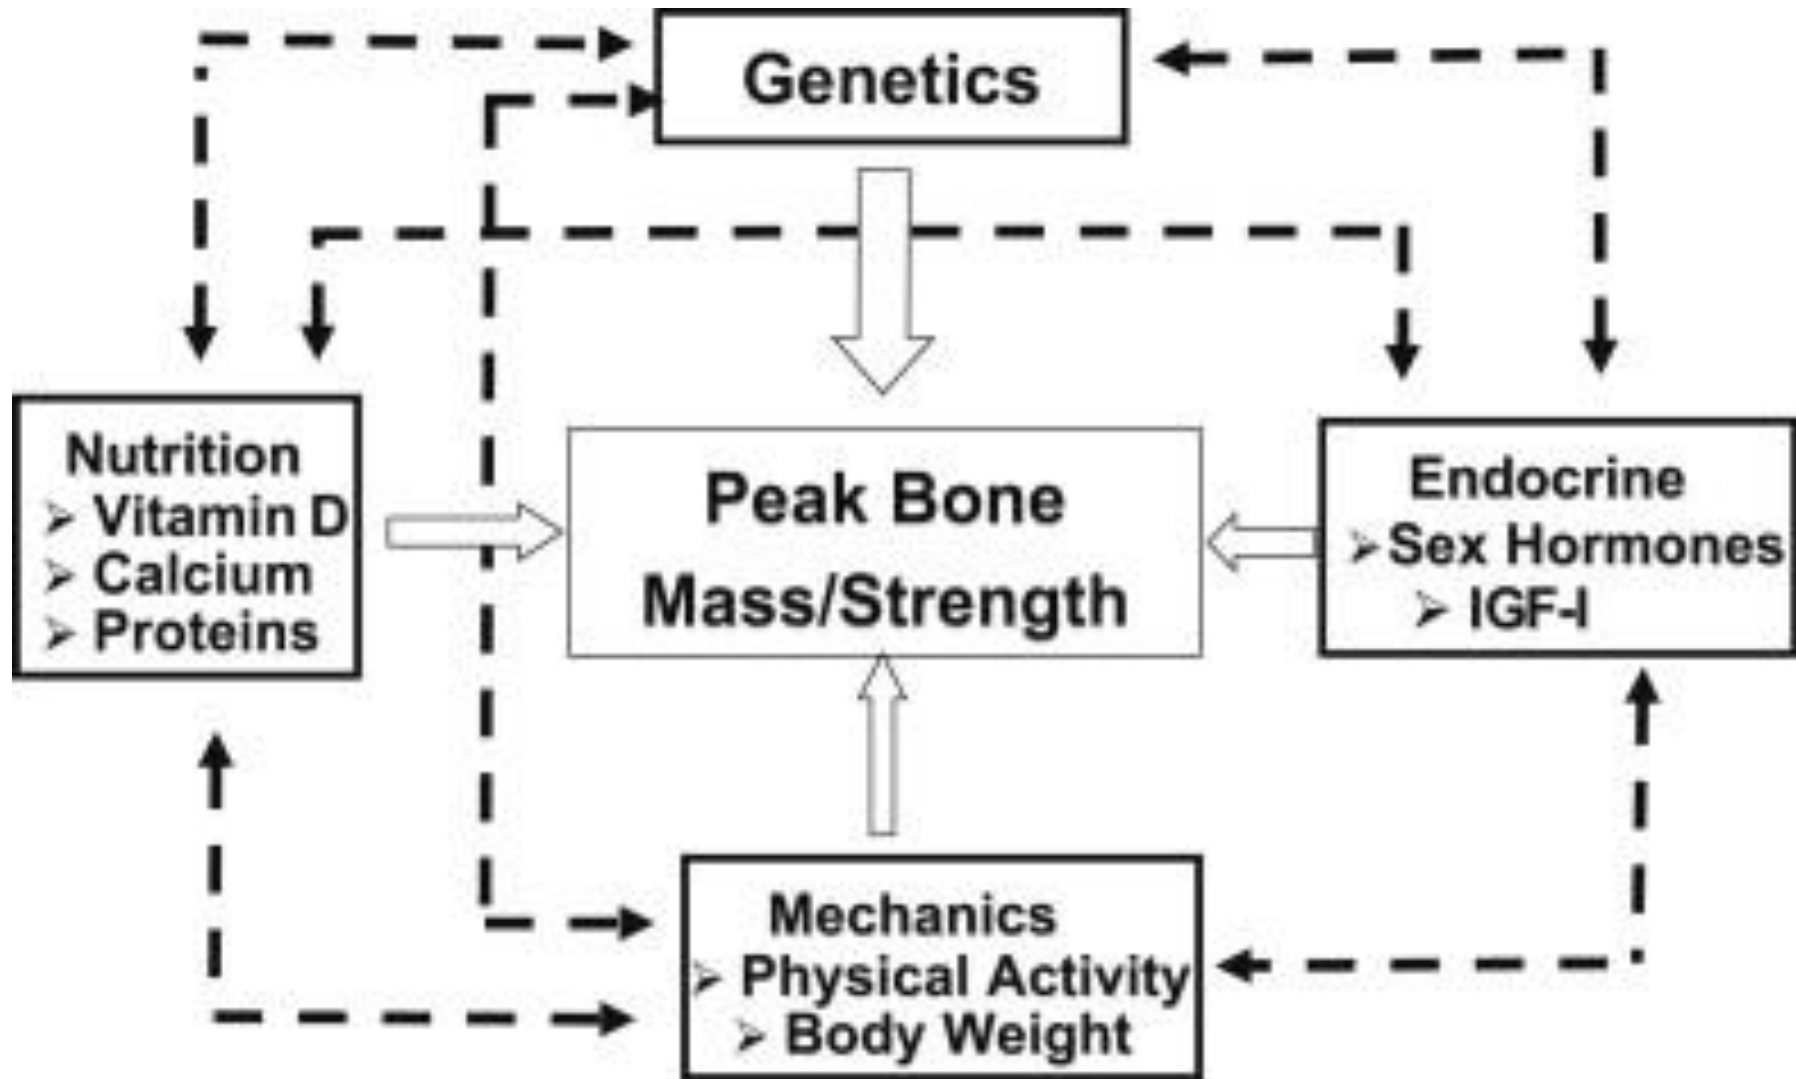 Genetics
Nutrition
➢ Vitamin D
➢ Calcium
➢ Proteins
Peak Bone
Mass/Strength
Endocrine
➢ Sex Hormones
➢ IGF-I
Mechanics
➢ Physical Activity
➢ Body Weight